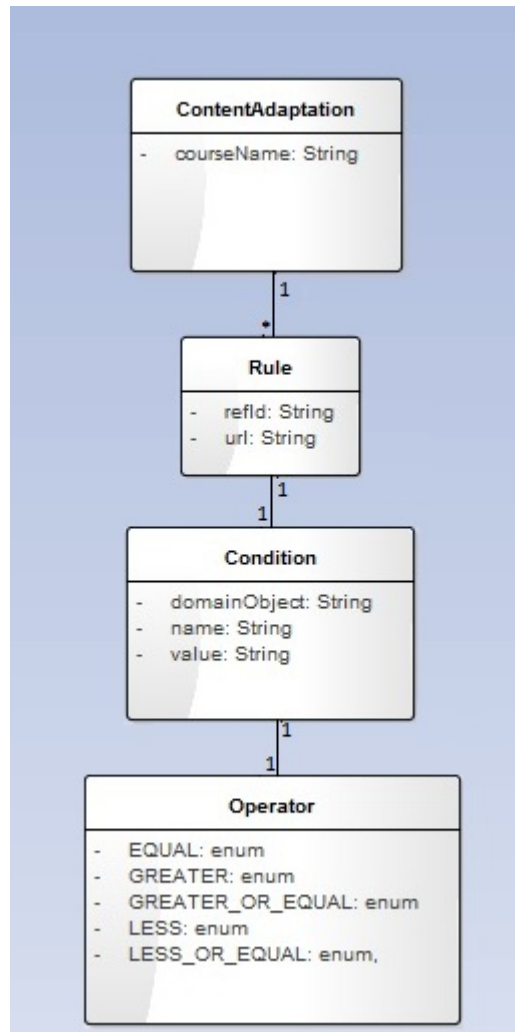 ContentAdaptation
- courseName: String
1
*
Rule
- refId: String
- url: String
1
1
Condition
- domainObject: String
- name: String
- value: String
1
1
Operator
- EQUAL: enum
- GREATER: enum
- GREATER_OR_EQUAL: enum
- LESS: enum
- LESS_OR_EQUAL: enum,